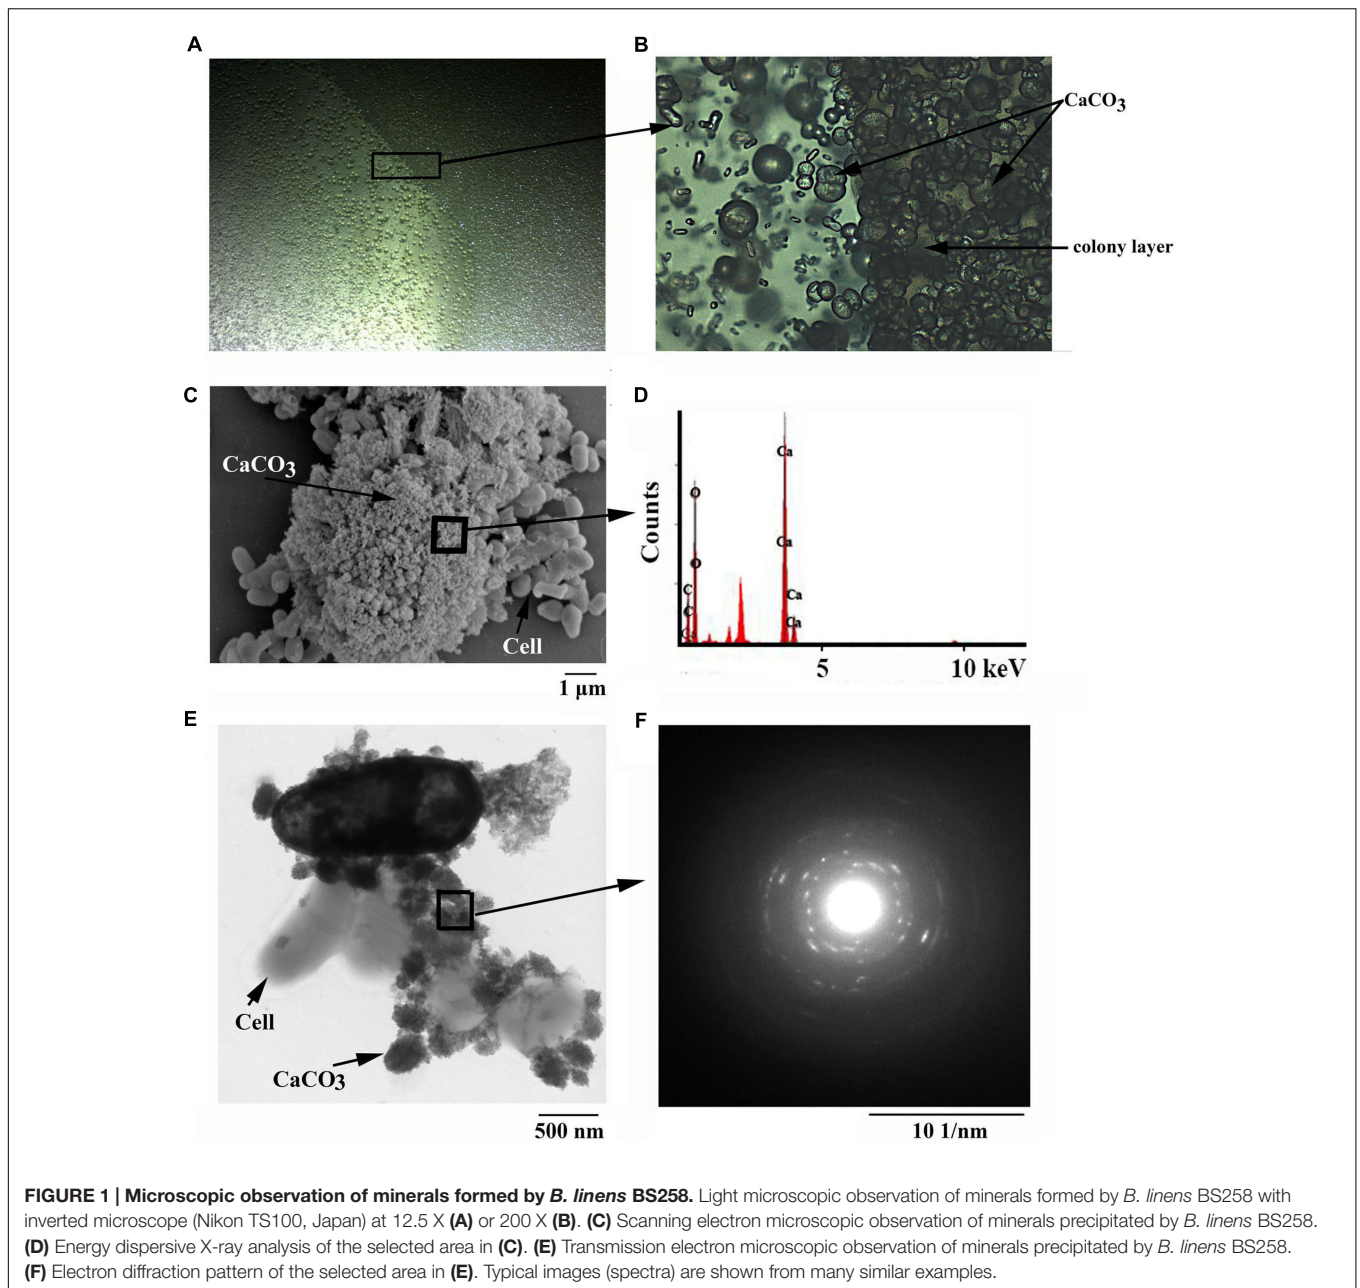 A
B
CaCO3
colony layer
C
CaCO3
Cell
1 µm
D
Counts
Ca
O
Ca
O
C
Ca
C
Ca
Ca
5
10 keV
E
Cell
CaCO3
500 nm
F
10 1/nm
FIGURE 1 | Microscopic observation of minerals formed by B. linens BS258. Light microscopic observation of minerals formed by B. linens BS258 with
inverted microscope (Nikon TS100, Japan) at 12.5 X (A) or 200 X (B). (C) Scanning electron microscopic observation of minerals precipitated by B. linens BS258.
(D) Energy dispersive X-ray analysis of the selected area in (C). (E) Transmission electron microscopic observation of minerals precipitated by B. linens BS258.
(F) Electron diffraction pattern of the selected area in (E). Typical images (spectra) are shown from many similar examples.